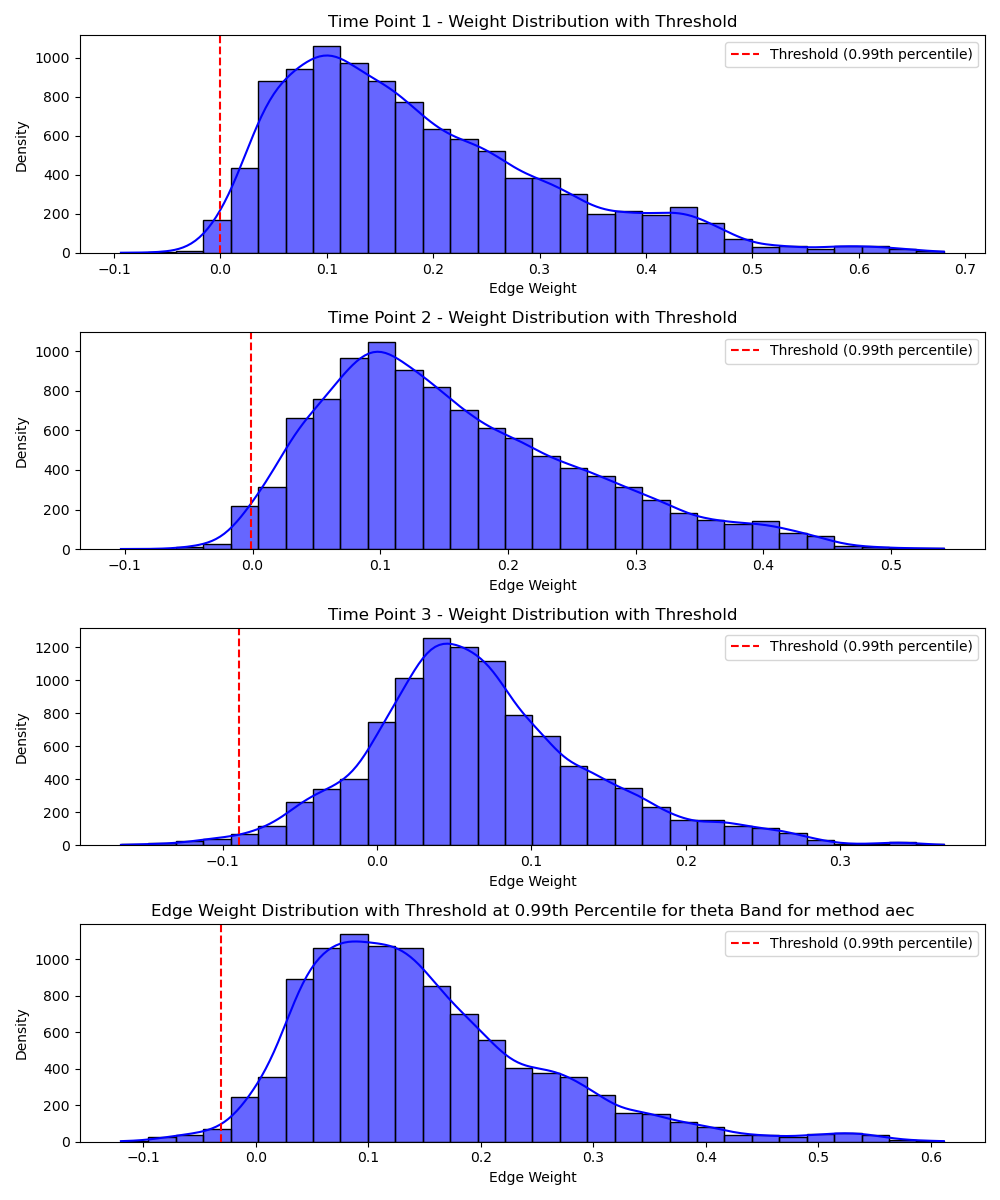 Time Point 1 - Weight Distribution with Threshold
Threshold (0.99th percentile)
1000
800
600
400
200
0
Density
−0.1 0.0 0.1 0.2 0.3 0.4 0.5 0.6 0.7
Edge Weight
Time Point 2 - Weight Distribution with Threshold
Threshold (0.99th percentile)
1000
800
600
400
200
0
Density
−0.1 0.0 0.1 0.2 0.3 0.4 0.5
Edge Weight
Time Point 3 - Weight Distribution with Threshold
Threshold (0.99th percentile)
1200
1000
800
600
400
200
0
Density
−0.1 0.0 0.1 0.2 0.3
Edge Weight
Edge Weight Distribution with Threshold at 0.99th Percentile for theta Band for method aec
Threshold (0.99th percentile)
1000
800
600
400
200
0
Density
−0.1 0.0 0.1 0.2 0.3 0.4 0.5 0.6
Edge Weight